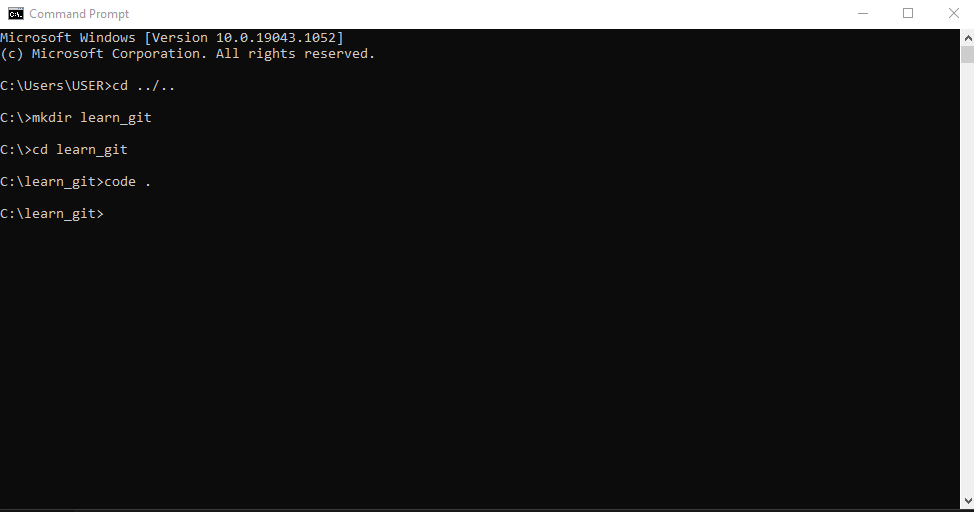 Command Prompt
Microsoft Windows [Version 10.0.19043.1052]
(c) Microsoft Corporation. All rights reserved.
C:\Users\USER>cd ../..
C:\>mkdir learn_git
C:\>cd learn_git
C:\learn_git>code .
C:\learn_git>